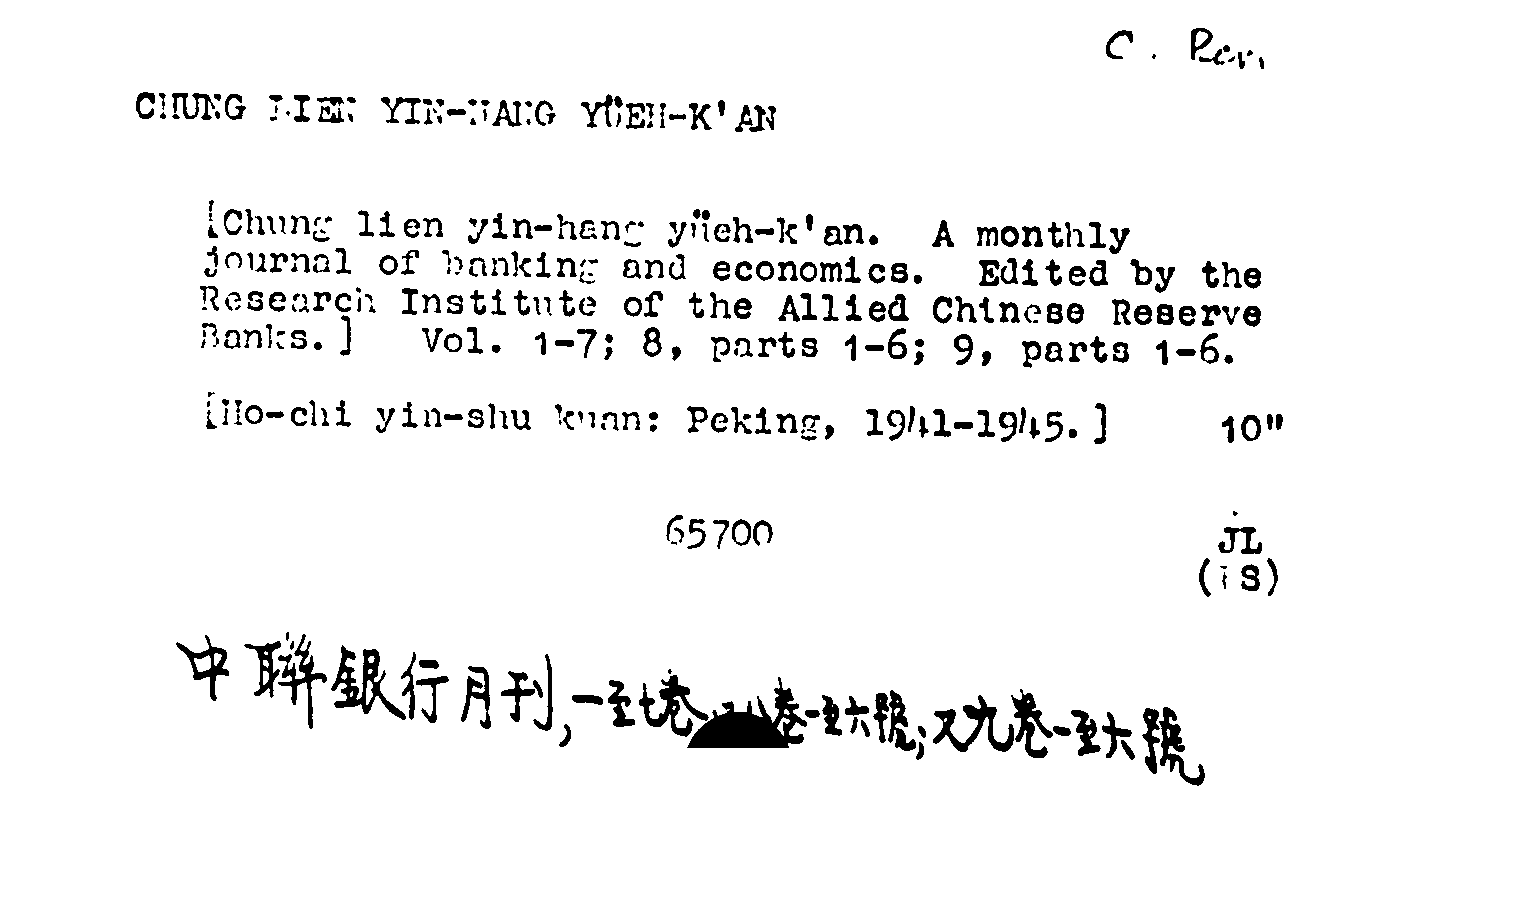 C. Per.
CHUNG LIEN YIN-HANG YÜEH-K'AN
[Chung lien yin-hang yüeh-k'an. A monthly
journal of banking and economics. Edited by the
Research Institute of the Allied Chinese Reserve
Banks.] Vol. 1-7; 8, parts 1-6; 9, parts 1-6.
[Ho-chi yin-shu kuan: Peking, 1941-1945.] 10"
65700
JL
中聯銀行月刊,一至七卷 八卷一至六號;又九卷一至六號